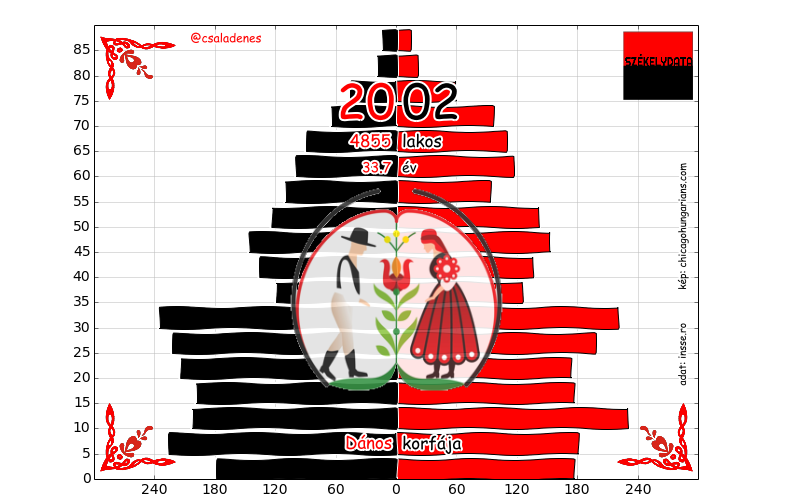 @csaladenes
SZÉKELYDATA
2002
4855 lakos
33.7 év
kép: chicagohungarians.com
adat: insse.ro
Dános korfája
85
80
75
70
65
60
55
50
45
40
35
30
25
20
15
10
5
0
240 180 120 60 0 60 120 180 240